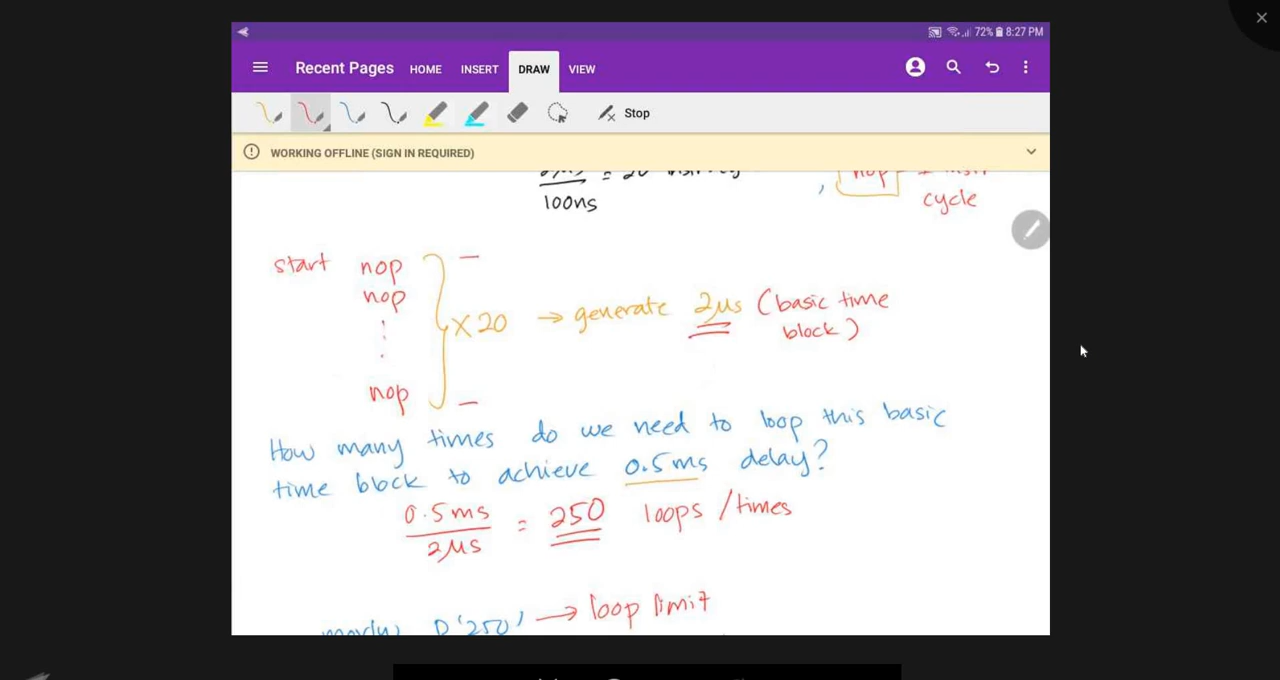 72% 8:27 PM
Recent Pages HOME INSERT DRAW VIEW
Stop
WORKING OFFLINE (SIGN IN REQUIRED)
100ns
cycle
start nop
nop
nop
X 20 → generate 2μs (basic time
block)
How many times do we need to loop this basic
time block to achieve 0.5ms delay?
0.5ms
2μs
= 250 loops / times
D'250' → loop limit